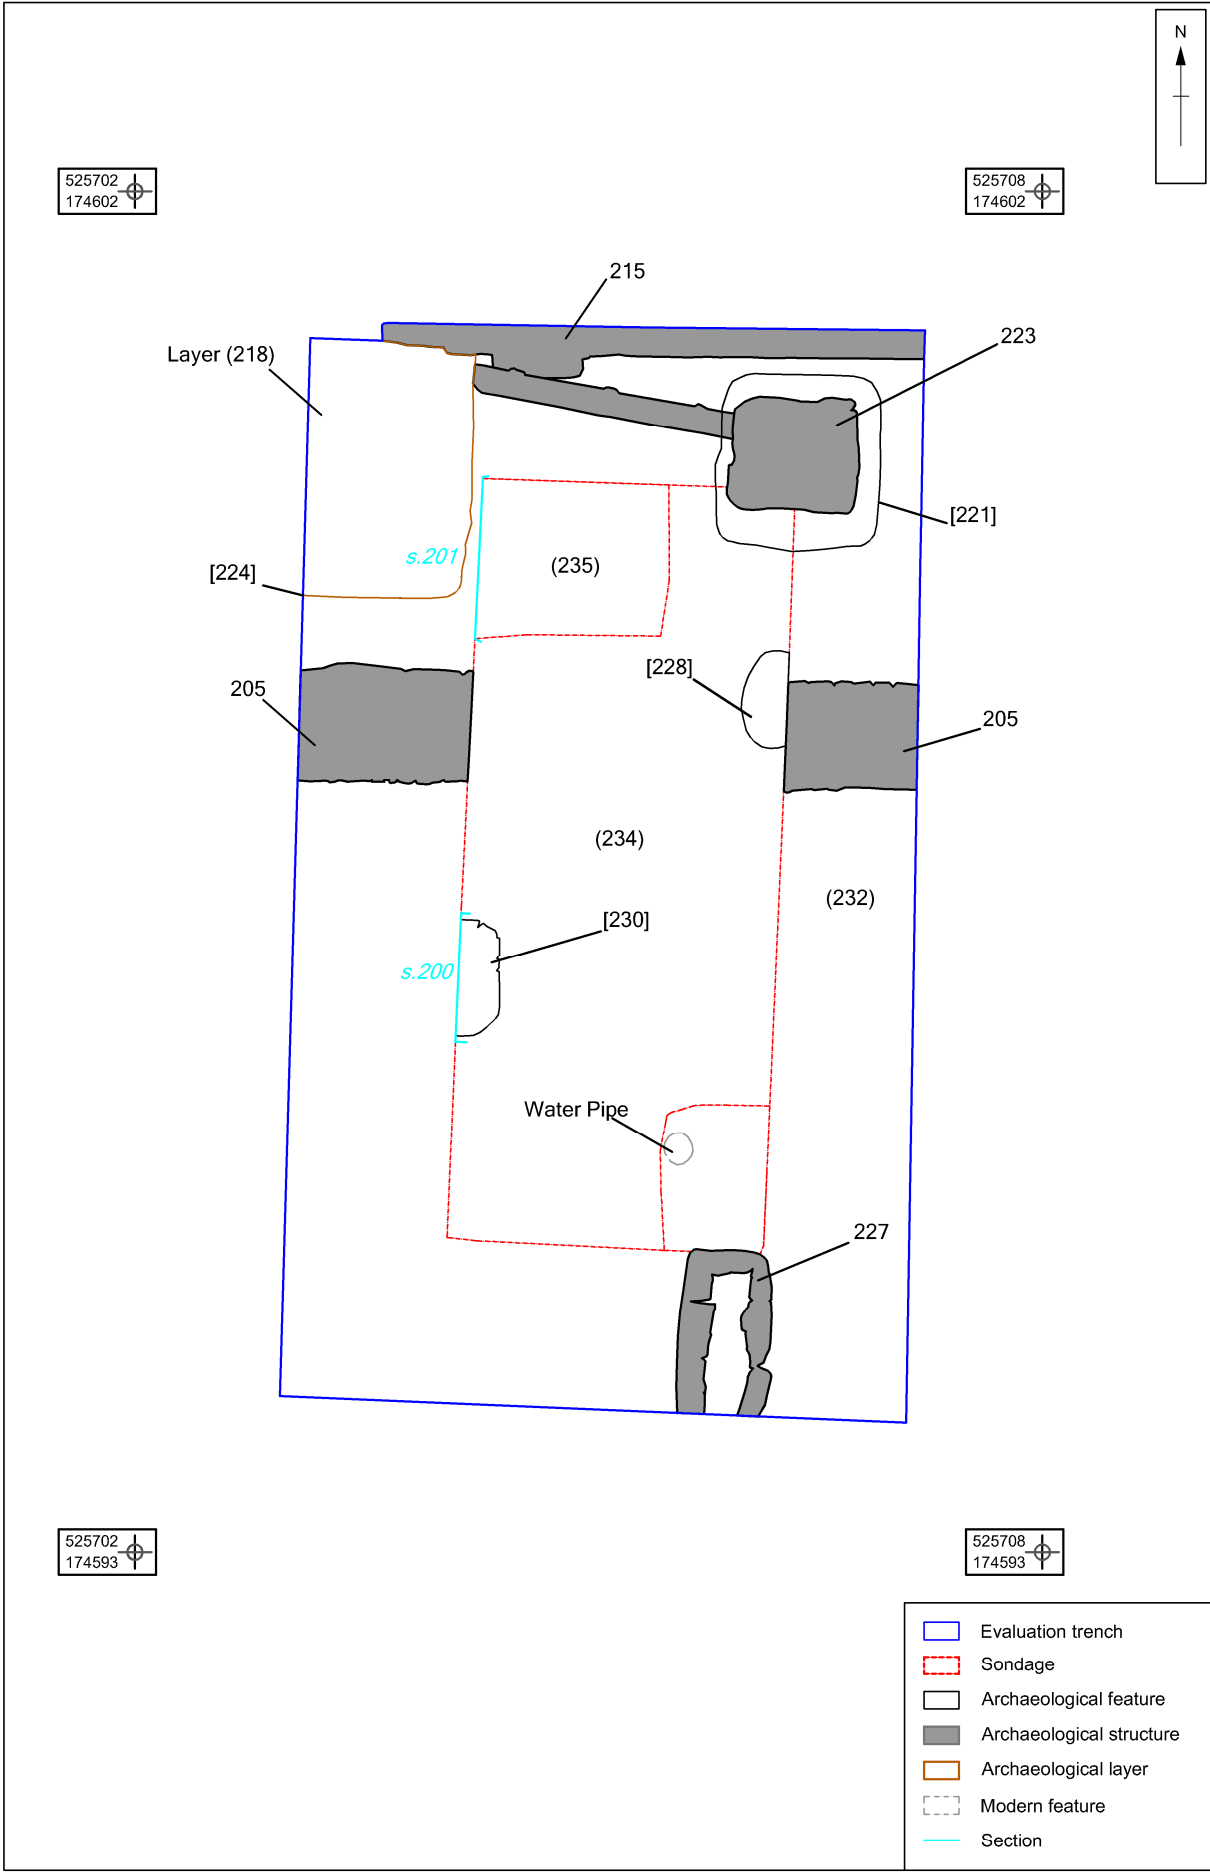 N
525702
174602
525708
174602
215
223
Layer (218)
[221]
s.201
(235)
[224]
[228]
205
205
(234)
(232)
[230]
s.200
Water Pipe
227
525702
174593
525708
174593
Evaluation trench
Sondage
Archaeological feature
Archaeological structure
Archaeological layer
Modern feature
Section